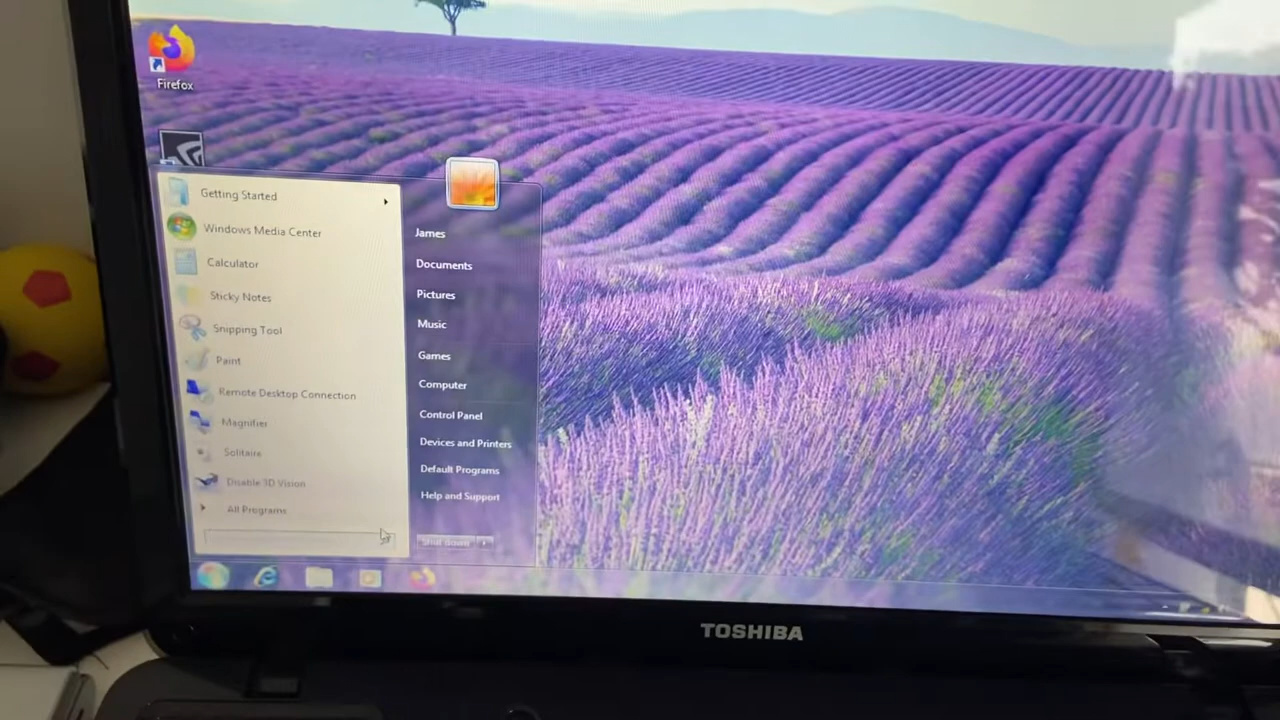 Firefox
Getting Started
Windows Media Center
Calculator
Sticky Notes
Snipping Tool
Paint
Remote Desktop Connection
Magnifier
Solitaire
Disable 3D Vision
All Programs
James
Documents
Pictures
Music
Games
Computer
Control Panel
Devices and Printers
Default Programs
Help and Support
Shut down
TOSHIBA